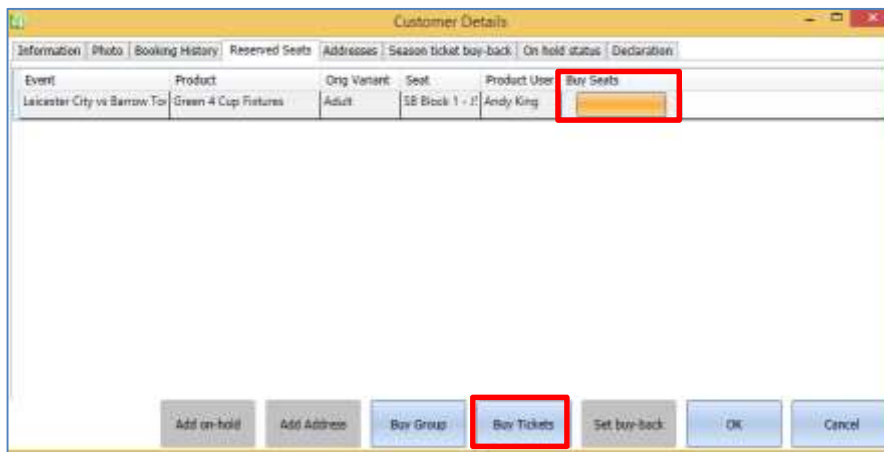 Customer Details
Information Photo Booking History Reserved Seats Addresses Season ticket buy-back On hold status Declaration
Event Product Orig Variant Seat Product User Buy Seats
Leicester City vs Barrow Tow Green 4 Cup Fixtures Adult SB Block 1 - Andy King
Add on-hold Add Address Buy Group Buy Tickets Set buy-back OK Cancel